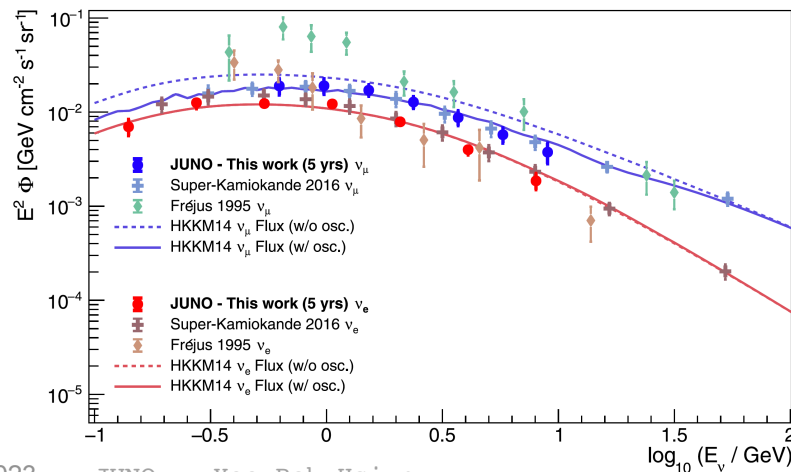 E² Φ [GeV cm⁻² s⁻¹ sr⁻¹]
10⁻¹
10⁻²
10⁻³
10⁻⁴
10⁻⁵
JUNO - This work (5 yrs) νμ
Super-Kamiokande 2016 νμ
Fréjus 1995 νμ
HKKM14 νμ Flux (w/o osc.)
HKKM14 νμ Flux (w/ osc.)
JUNO - This work (5 yrs) νe
Super-Kamiokande 2016 νe
Fréjus 1995 νe
HKKM14 νe Flux (w/o osc.)
HKKM14 νe Flux (w/ osc.)
−1 −0.5 0 0.5 1 1.5 2
log₁₀ (Eν / GeV)
JUNO